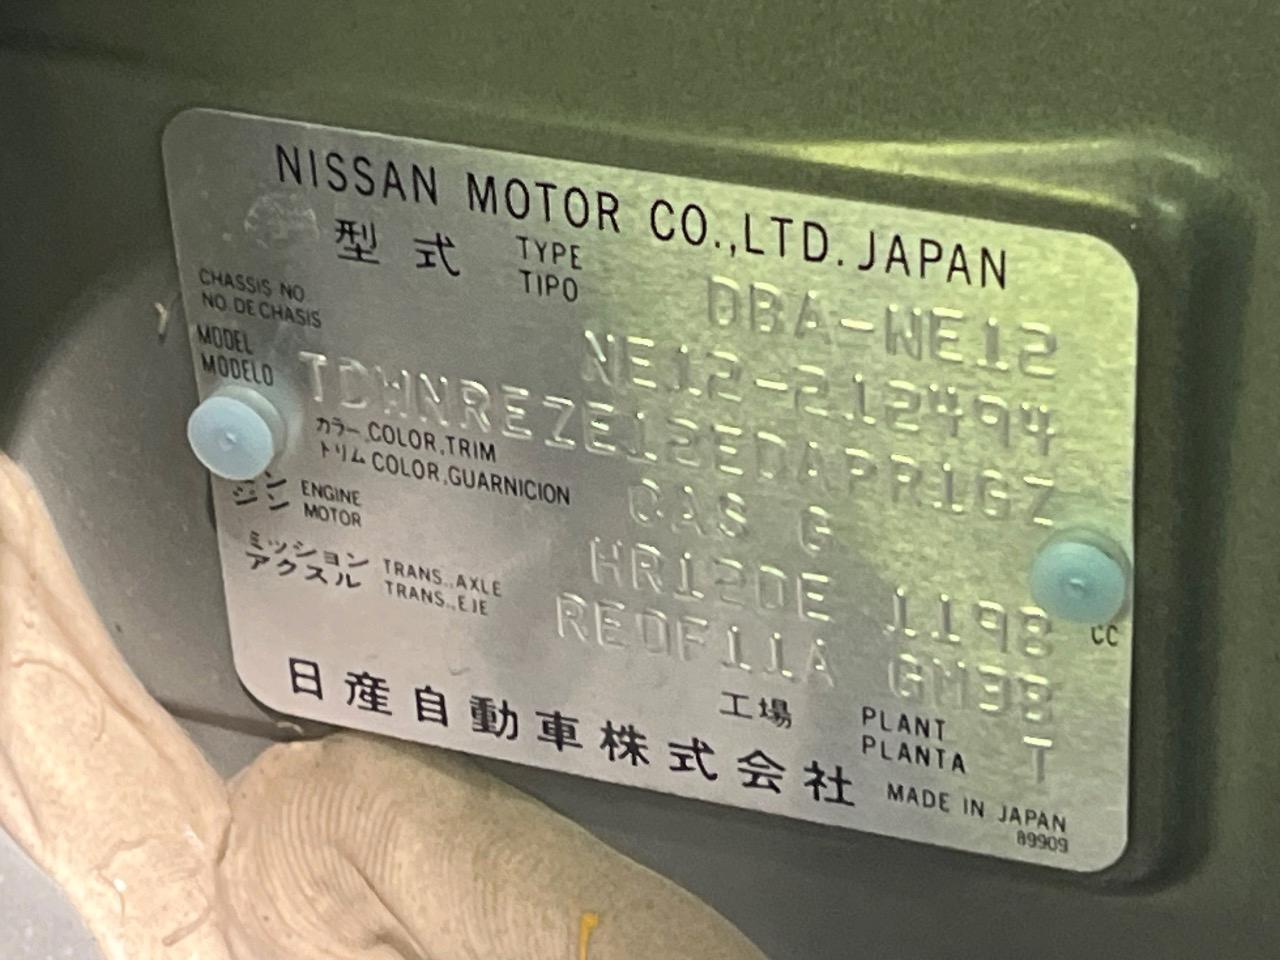 NISSAN MOTOR CO.,LTD. JAPAN
型式 TYPE TIPO DBA-NE12
CHASSIS NO. NO. DE CHASIS NE12-212494
MODEL MODELO TDWNREZE12EDAPR1GZ
カラー,トリム COLOR,TRIM COLOR,GUARNICION CAS G
ジン ENGINE MOTOR HR12DE 1198 CC
ミッション アクスル TRANS.,AXLE TRANS.,EJE RE0F11A GM38
工場 PLANT PLANTA T
日産自動車株式会社 MADE IN JAPAN
89909